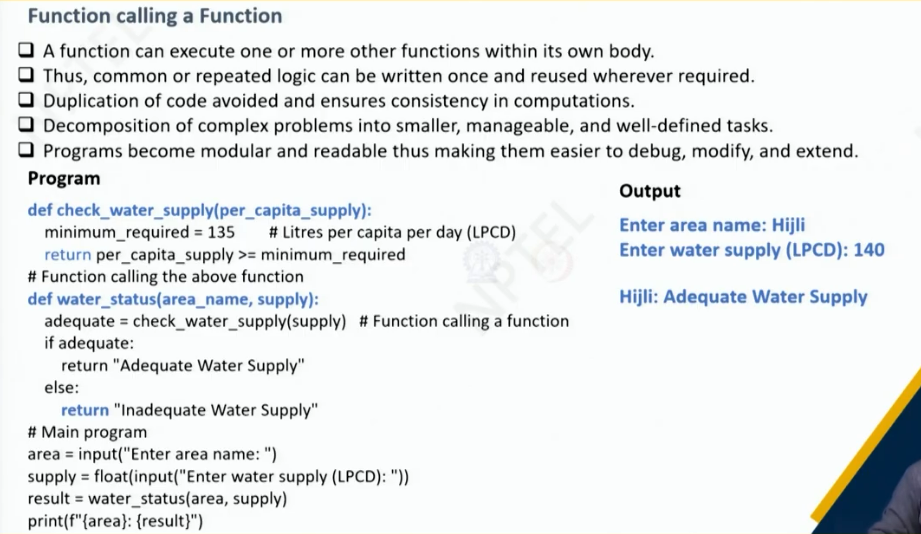 Function calling a Function
❑ A function can execute one or more other functions within its own body.
❑ Thus, common or repeated logic can be written once and reused wherever required.
❑ Duplication of code avoided and ensures consistency in computations.
❑ Decomposition of complex problems into smaller, manageable, and well-defined tasks.
❑ Programs become modular and readable thus making them easier to debug, modify, and extend.
Program
def check_water_supply(per_capita_supply):
minimum_required = 135 # Litres per capita per day (LPCD)
return per_capita_supply >= minimum_required
# Function calling the above function
def water_status(area_name, supply):
adequate = check_water_supply(supply) # Function calling a function
if adequate:
return "Adequate Water Supply"
else:
return "Inadequate Water Supply"
# Main program
area = input("Enter area name: ")
supply = float(input("Enter water supply (LPCD): "))
result = water_status(area, supply)
print(f"{area}: {result}")
Output
Enter area name: Hijli
Enter water supply (LPCD): 140
Hijli: Adequate Water Supply
NPTEL